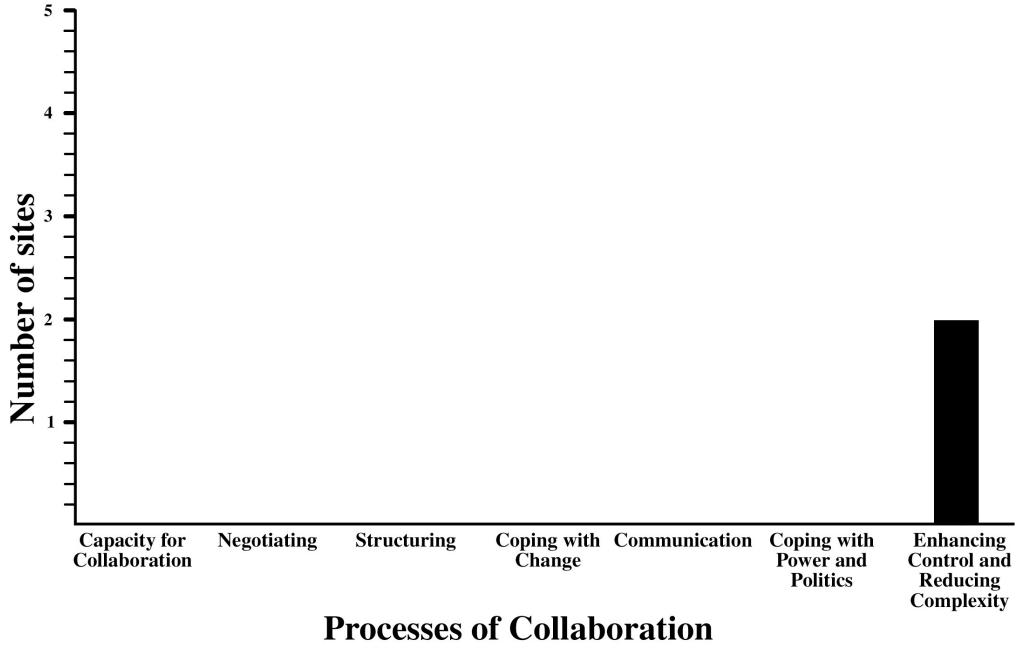 5
4
3
2
1
Number of sites
Capacity for
Collaboration
Negotiating
Structuring
Coping with
Change
Communication
Coping with
Power and
Politics
Enhancing
Control and
Reducing
Complexity
Processes of Collaboration